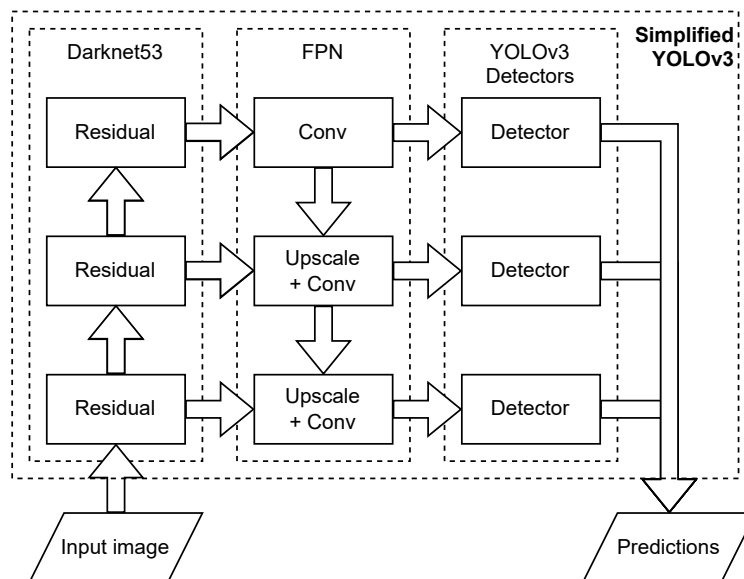 Simplified
YOLOv3
Darknet53
FPN
YOLOv3
Detectors
Residual
Conv
Detector
Residual
Upscale
+ Conv
Detector
Residual
Upscale
+ Conv
Detector
Input image
Predictions